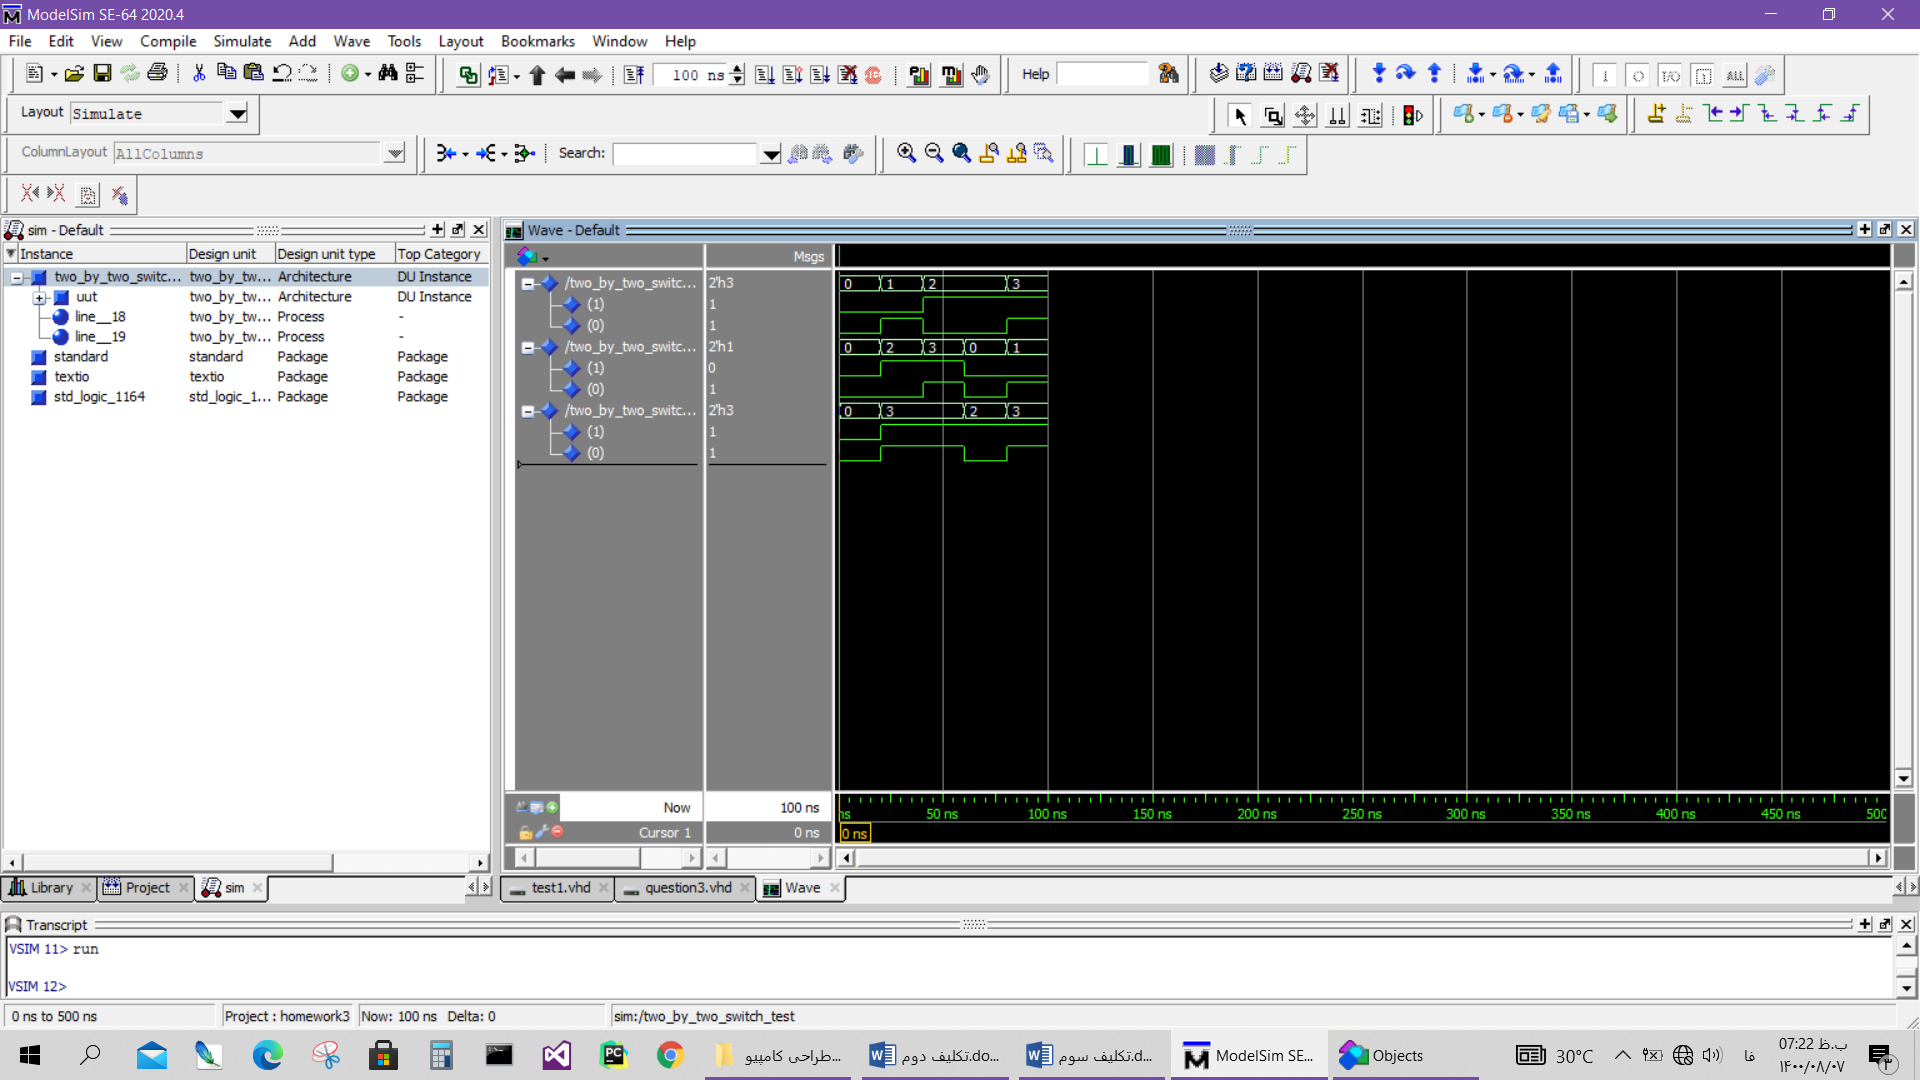 ModelSim SE-64 2020.4
File Edit View Compile Simulate Add Wave Tools Layout Bookmarks Window Help
100 ns
Help
Layout Simulate
ColumnLayout AllColumns
Search:
sim - Default
Instance Design unit Design unit type Top Category
two_by_two_switc... two_by_tw... Architecture DU Instance
uut two_by_tw... Architecture DU Instance
line__18 two_by_tw... Process -
line__19 two_by_tw... Process -
standard standard Package Package
textio textio Package Package
std_logic_1164 std_logic_1... Package Package
Wave - Default
Msgs
/two_by_two_switc... 2'h3 0 1 2 3
(1) 1
(0) 1
/two_by_two_switc... 2'h1 0 2 3 0 1
(1) 0
(0) 1
/two_by_two_switc... 2'h3 0 3 2 3
(1) 1
(0) 1
Now 100 ns ns 50 ns 100 ns 150 ns 200 ns 250 ns 300 ns 350 ns 400 ns 450 ns 500
Cursor 1 0 ns 0 ns
Library Project sim
test1.vhd question3.vhd Wave
Transcript
VSIM 11> run
VSIM 12>
0 ns to 500 ns Project : homework3 Now: 100 ns Delta: 0 sim:/two_by_two_switch_test
طراحی کامپیو...
تکلیف دوم.do...
تکلیف سوم.d...
ModelSim SE...
Objects
30°C
فا
07:22 ب.ظ
۱۴۰۰/۰۸/۰۷
۳